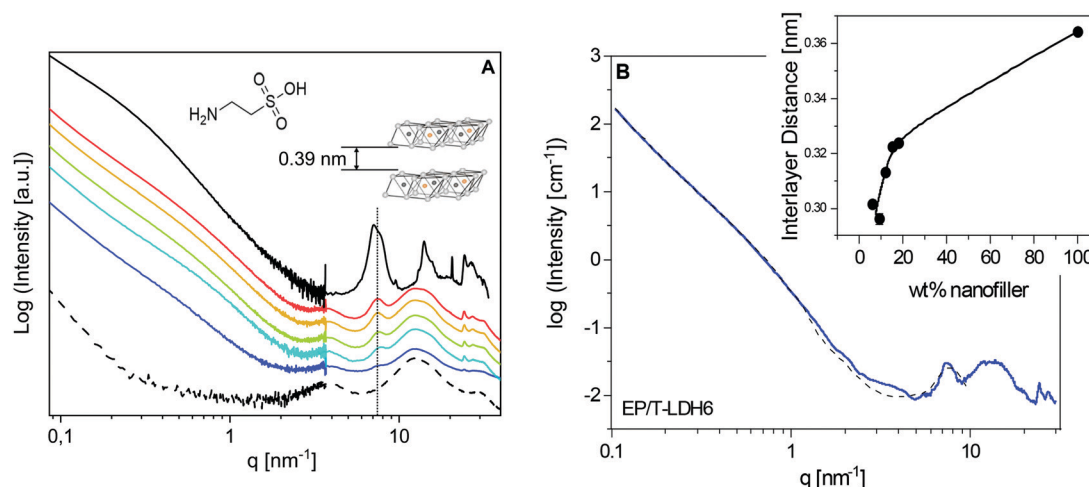 A
O
OH
S
H₂N
O
0.39 nm
Log (Intensity [a.u.])
0,1
1
10
q [nm⁻¹]
B
3
2
1
0
-1
-2
log (Intensity [cm⁻¹])
EP/T-LDH6
0.1
1
10
q [nm⁻¹]
0.36
0.34
0.32
0.30
Interlayer Distance [nm]
0
20
40
60
80
100
wt% nanofiller